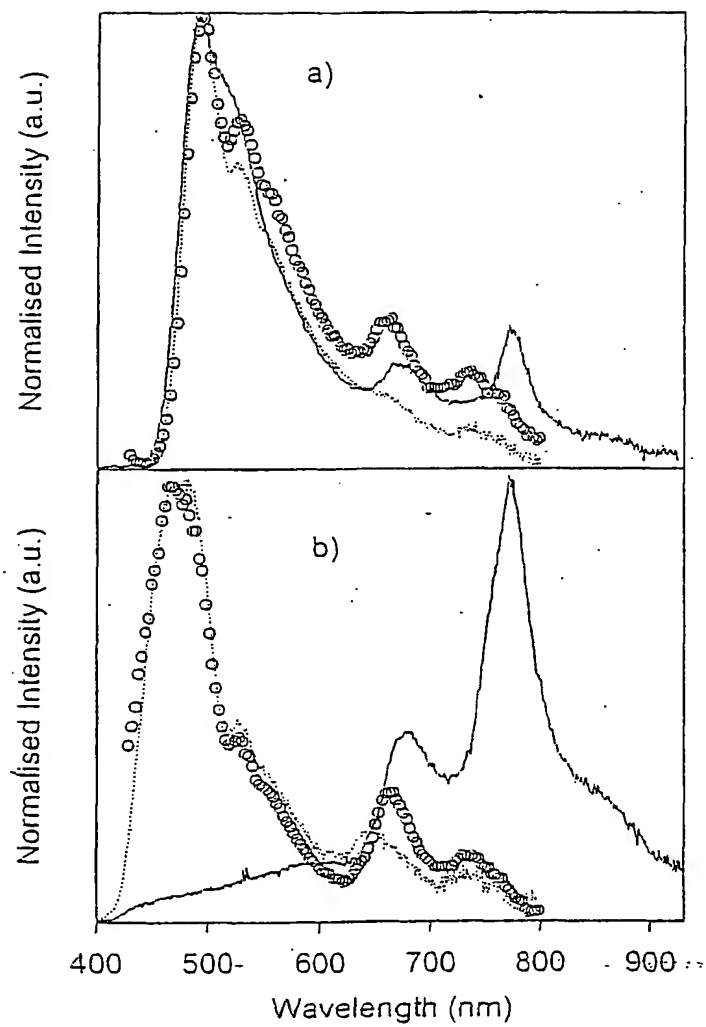 a)
Normalised Intensity (a.u.)
b)
Normalised Intensity (a.u.)
400 500 600 700 800 900
Wavelength (nm)